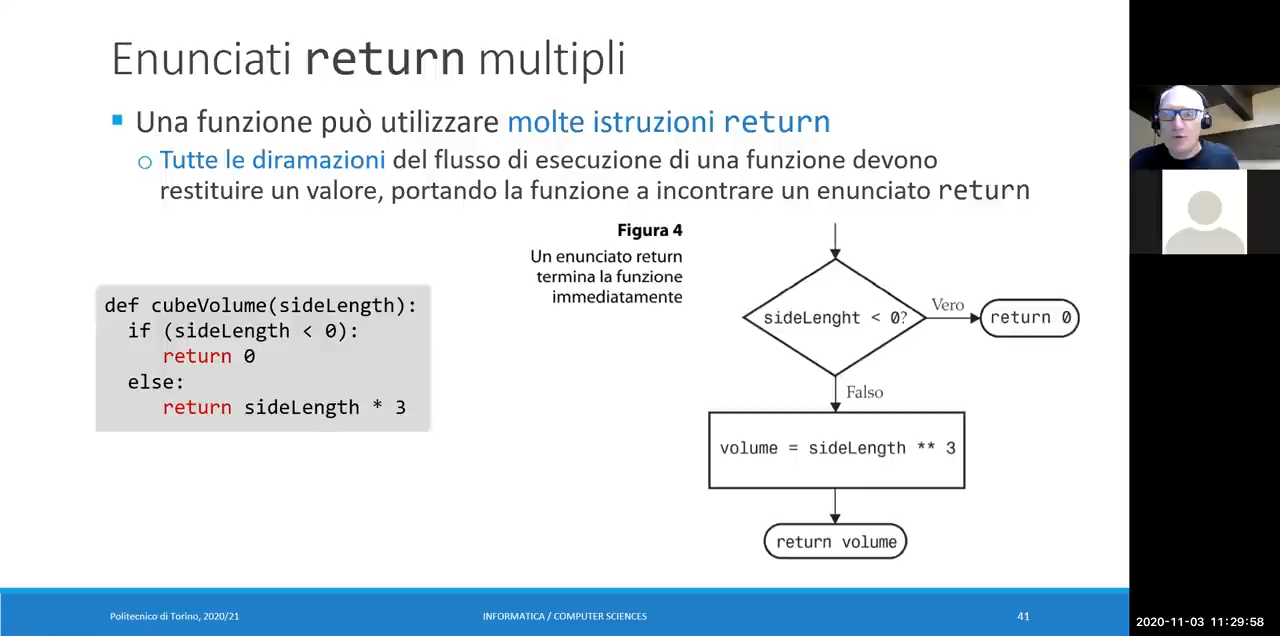 Enunciati return multipli
Una funzione può utilizzare molte istruzioni return
Tutte le diramazioni del flusso di esecuzione di una funzione devono
restituire un valore, portando la funzione a incontrare un enunciato return
Figura 4
Un enunciato return
termina la funzione
immediatamente
def cubeVolume(sideLength):
if (sideLength < 0):
return 0
else:
return sideLength * 3
sideLenght < 0?
Vero
return 0
Falso
volume = sideLength ** 3
return volume
Politecnico di Torino, 2020/21
INFORMATICA / COMPUTER SCIENCES
41
2020-11-03 11:29:58